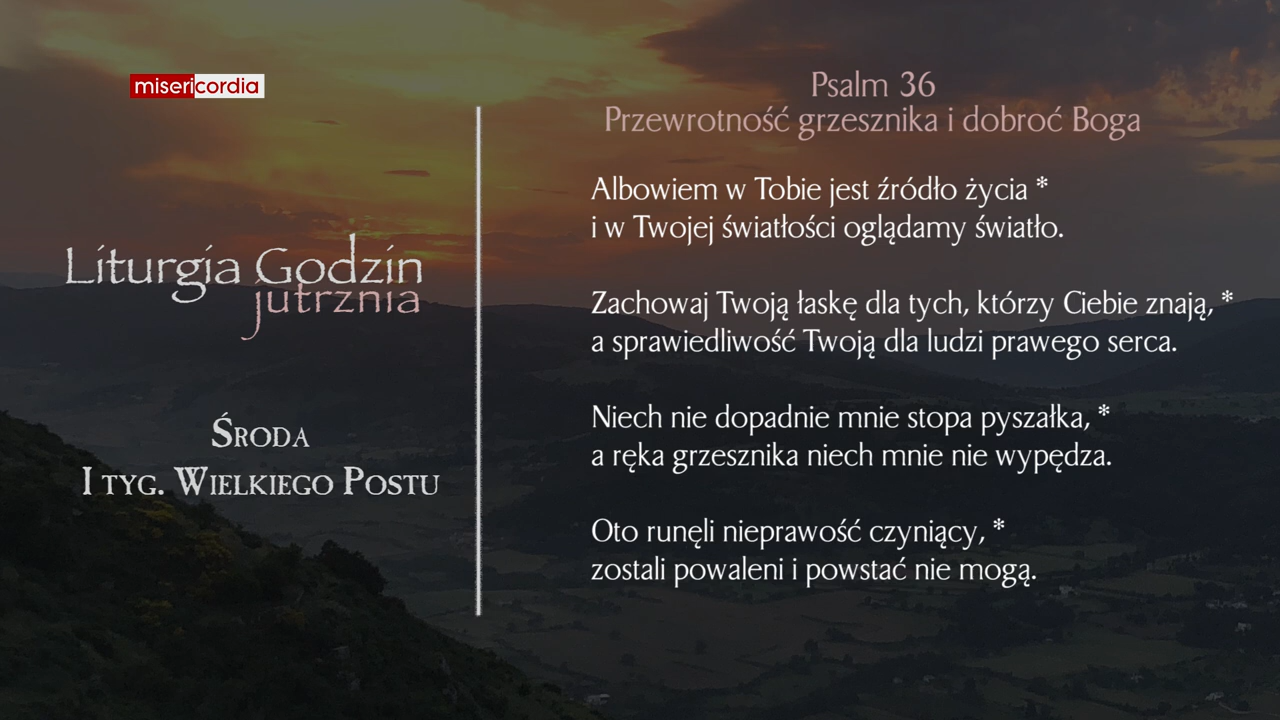 misericordia
Liturgia Godzin
jutrznia
Środa
I tyg. Wielkiego Postu
Psalm 36
Przewrotność grzesznika i dobroć Boga
Albowiem w Tobie jest źródło życia *
i w Twojej światłości oglądamy światło.
Zachowaj Twoją łaskę dla tych, którzy Ciebie znają, *
a sprawiedliwość Twoją dla ludzi prawego serca.
Niech nie dopadnie mnie stopa pyszałka, *
a ręka grzesznika niech mnie nie wypędza.
Oto runęli nieprawość czyniący, *
zostali powaleni i powstać nie mogą.